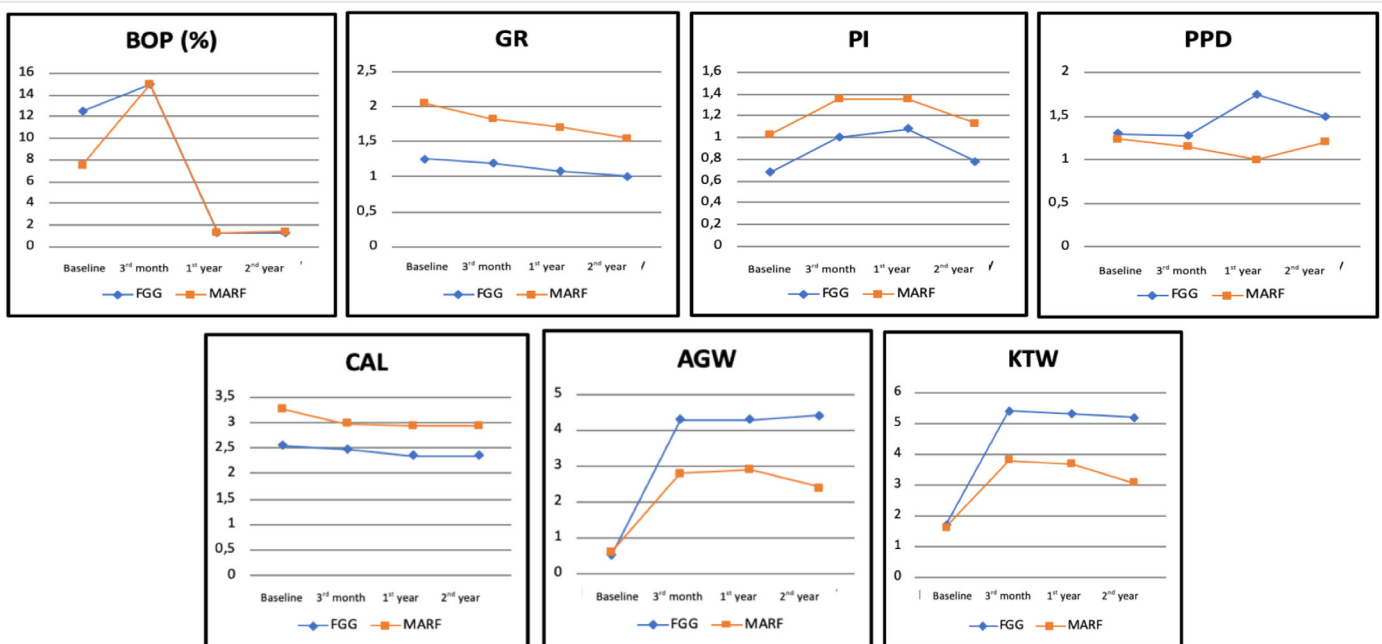 BOP (%)
16
14
12
10
8
6
4
2
0
Baseline 3rd month 1st year 2nd year
FGG MARF
GR
2,5
2
1,5
1
0,5
0
Baseline 3rd month 1st year 2nd year
FGG MARF
PI
1,6
1,4
1,2
1
0,8
0,6
0,4
0,2
0
Baseline 3rd month 1st year 2nd year
FGG MARF
PPD
2
1,5
1
0,5
0
Baseline 3rd month 1st year 2nd year
FGG MARF
CAL
3,5
3
2,5
2
1,5
1
0,5
0
Baseline 3rd month 1st year 2nd year
FGG MARF
AGW
5
4
3
2
1
0
Baseline 3rd month 1st year 2nd year
FGG MARF
KTW
6
5
4
3
2
1
0
Baseline 3rd month 1st year 2nd year
FGG MARF